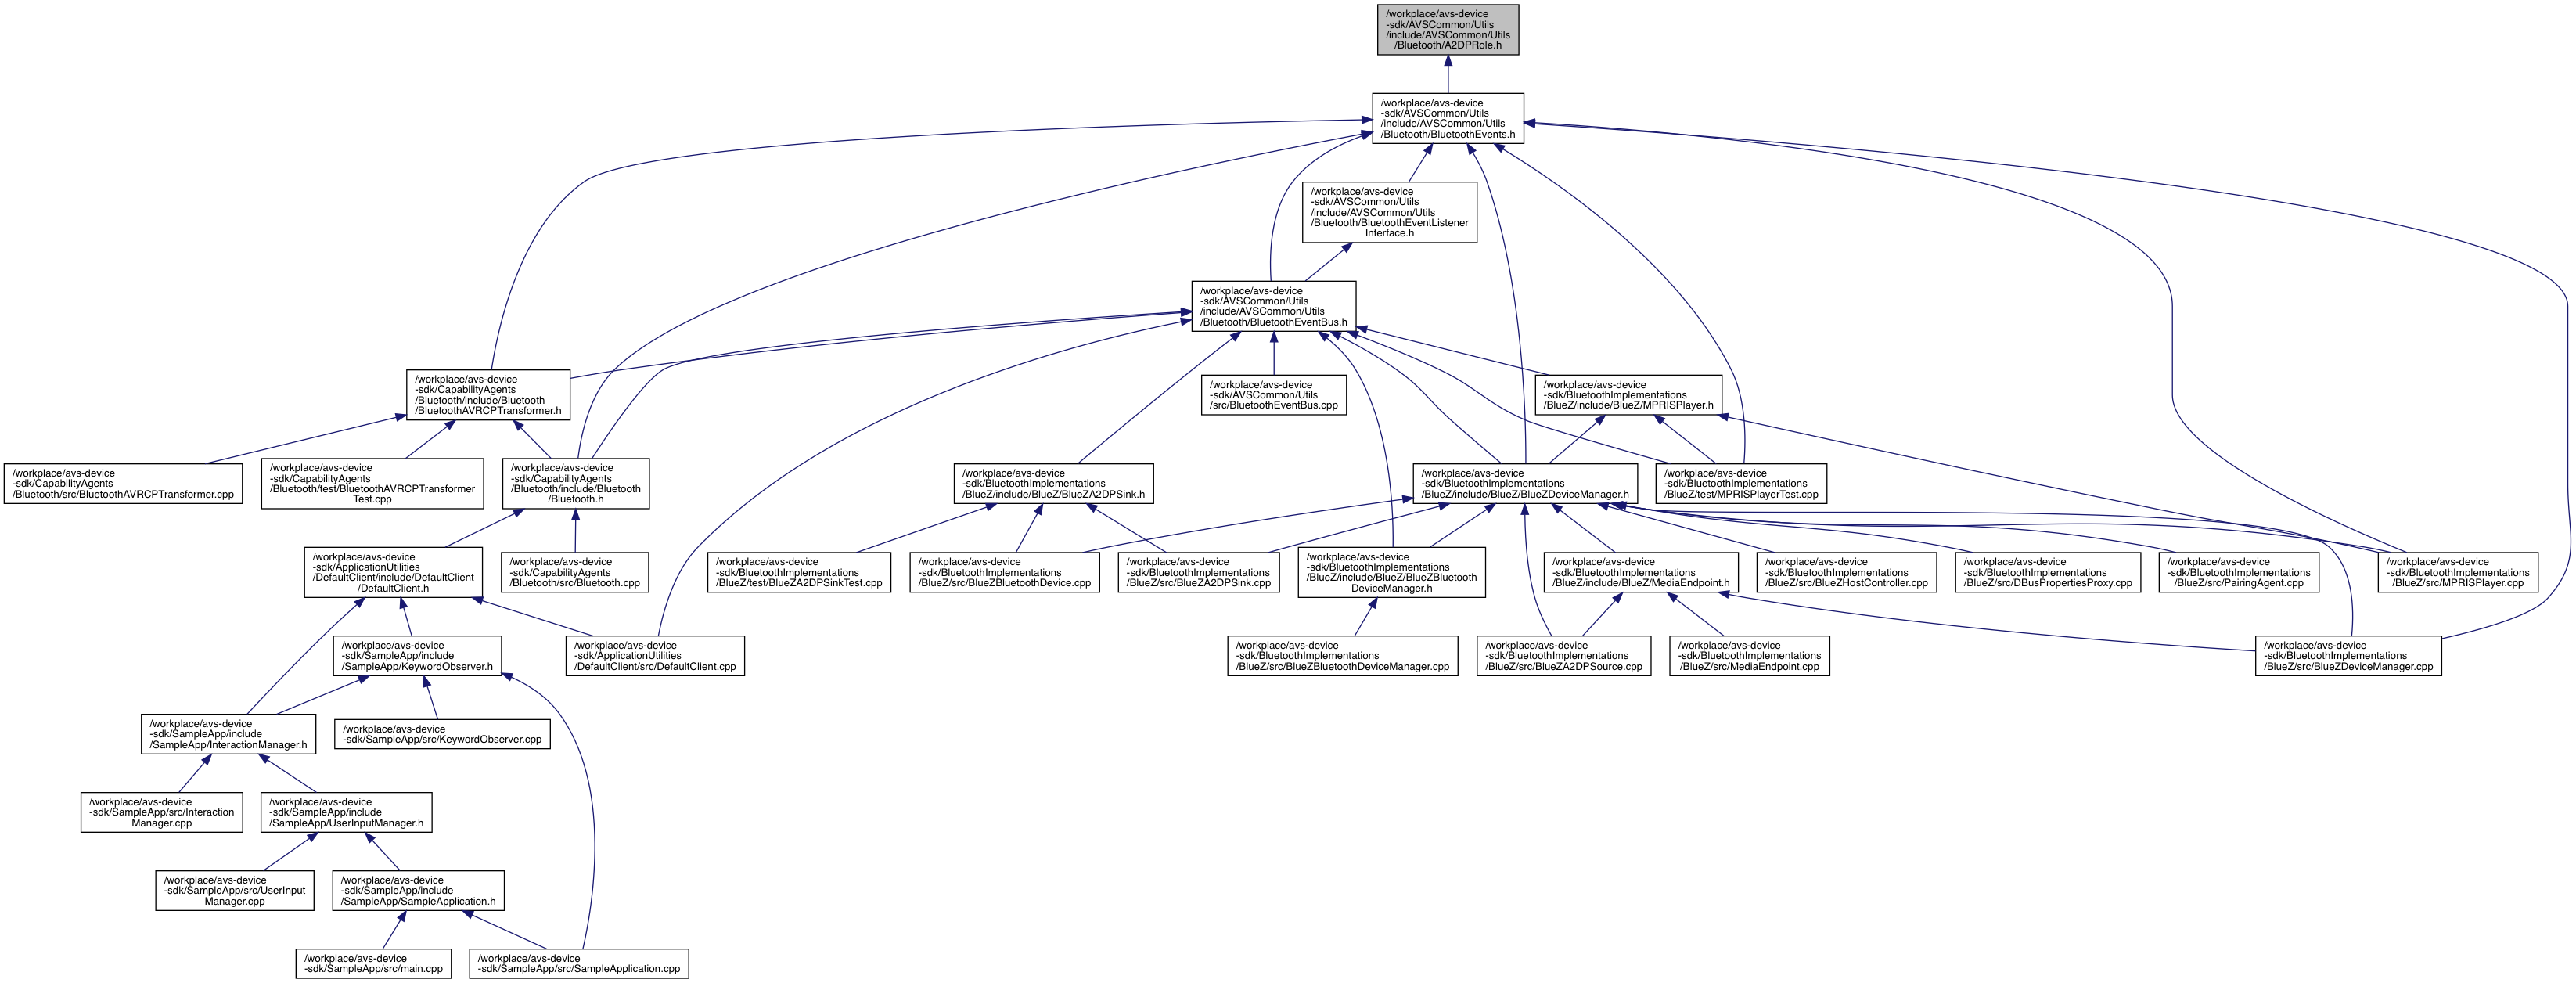 /workplace/avs-device
-sdk/AVSCommon/Utils
/include/AVSCommon/Utils
/Bluetooth/A2DPRole.h
/workplace/avs-device
-sdk/AVSCommon/Utils
/include/AVSCommon/Utils
/Bluetooth/BluetoothEvents.h
/workplace/avs-device
-sdk/AVSCommon/Utils
/include/AVSCommon/Utils
/Bluetooth/BluetoothEventListener
Interface.h
/workplace/avs-device
-sdk/AVSCommon/Utils
/include/AVSCommon/Utils
/Bluetooth/BluetoothEventBus.h
/workplace/avs-device
-sdk/CapabilityAgents
/Bluetooth/include/Bluetooth
/BluetoothAVRCPTransformer.h
/workplace/avs-device
-sdk/AVSCommon/Utils
/src/BluetoothEventBus.cpp
/workplace/avs-device
-sdk/BluetoothImplementations
/BlueZ/include/BlueZ/MPRISPlayer.h
/workplace/avs-device
-sdk/CapabilityAgents
/Bluetooth/src/BluetoothAVRCPTransformer.cpp
/workplace/avs-device
-sdk/CapabilityAgents
/Bluetooth/test/BluetoothAVRCPTransformer
Test.cpp
/workplace/avs-device
-sdk/CapabilityAgents
/Bluetooth/include/Bluetooth
/Bluetooth.h
/workplace/avs-device
-sdk/BluetoothImplementations
/BlueZ/include/BlueZ/BlueZA2DPSink.h
/workplace/avs-device
-sdk/BluetoothImplementations
/BlueZ/include/BlueZ/BlueZDeviceManager.h
/workplace/avs-device
-sdk/BluetoothImplementations
/BlueZ/test/MPRISPlayerTest.cpp
/workplace/avs-device
-sdk/ApplicationUtilities
/DefaultClient/include/DefaultClient
/DefaultClient.h
/workplace/avs-device
-sdk/CapabilityAgents
/Bluetooth/src/Bluetooth.cpp
/workplace/avs-device
-sdk/BluetoothImplementations
/BlueZ/test/BlueZA2DPSinkTest.cpp
/workplace/avs-device
-sdk/BluetoothImplementations
/BlueZ/src/BlueZBluetoothDevice.cpp
/workplace/avs-device
-sdk/BluetoothImplementations
/BlueZ/src/BlueZA2DPSink.cpp
/workplace/avs-device
-sdk/BluetoothImplementations
/BlueZ/include/BlueZ/BlueZBluetooth
DeviceManager.h
/workplace/avs-device
-sdk/BluetoothImplementations
/BlueZ/include/BlueZ/MediaEndpoint.h
/workplace/avs-device
-sdk/BluetoothImplementations
/BlueZ/src/BlueZHostController.cpp
/workplace/avs-device
-sdk/BluetoothImplementations
/BlueZ/src/DBusPropertiesProxy.cpp
/workplace/avs-device
-sdk/BluetoothImplementations
/BlueZ/src/PairingAgent.cpp
/workplace/avs-device
-sdk/BluetoothImplementations
/BlueZ/src/MPRISPlayer.cpp
/workplace/avs-device
-sdk/SampleApp/include
/SampleApp/KeywordObserver.h
/workplace/avs-device
-sdk/ApplicationUtilities
/DefaultClient/src/DefaultClient.cpp
/workplace/avs-device
-sdk/BluetoothImplementations
/BlueZ/src/BlueZBluetoothDeviceManager.cpp
/workplace/avs-device
-sdk/BluetoothImplementations
/BlueZ/src/BlueZA2DPSource.cpp
/workplace/avs-device
-sdk/BluetoothImplementations
/BlueZ/src/MediaEndpoint.cpp
/workplace/avs-device
-sdk/BluetoothImplementations
/BlueZ/src/BlueZDeviceManager.cpp
/workplace/avs-device
-sdk/SampleApp/include
/SampleApp/InteractionManager.h
/workplace/avs-device
-sdk/SampleApp/src/KeywordObserver.cpp
/workplace/avs-device
-sdk/SampleApp/src/Interaction
Manager.cpp
/workplace/avs-device
-sdk/SampleApp/include
/SampleApp/UserInputManager.h
/workplace/avs-device
-sdk/SampleApp/src/UserInput
Manager.cpp
/workplace/avs-device
-sdk/SampleApp/include
/SampleApp/SampleApplication.h
/workplace/avs-device
-sdk/SampleApp/src/main.cpp
/workplace/avs-device
-sdk/SampleApp/src/SampleApplication.cpp